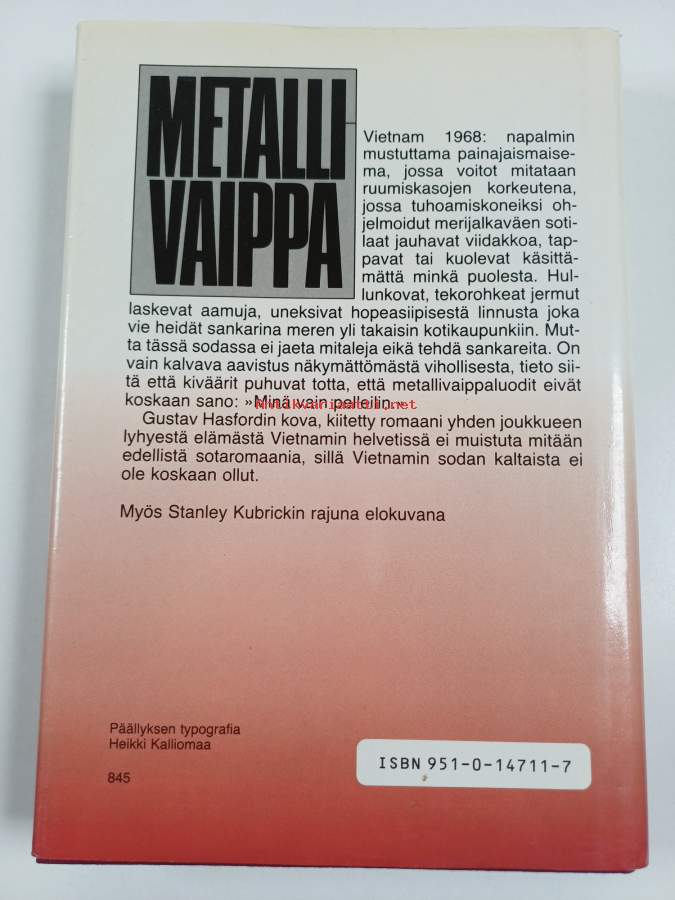 METALLI-
VAIPPA
Vietnam 1968: napalmin
mustuttama painajaismaise-
ma, jossa voitot mitataan
ruumiskasojen korkeutena,
jossa tuhoamiskoneiksi oh-
jelmoidut merijalkaväen soti-
laat jauhavat viidakkoa, tap-
pavat tai kuolevat käsittä-
mättä minkä puolesta. Hul-
lunkovat, tekorohkeat jermut
laskevat aamuja, uneksivat hopeasiipisestä linnusta joka
vie heidät sankarina meren yli takaisin kotikaupunkiin. Mut-
ta tässä sodassa ei jaeta mitaleja eikä tehdä sankareita. On
vain kalvava aavistus näkymättömästä vihollisesta, tieto sii-
tä että kiväärit puhuvat totta, että metallivaippaluodit eivät
koskaan sano: »Minä vain pelleilin.»
Antikvariaatti.net
Gustav Hasfordin kova, kiitetty romaani yhden joukkueen
lyhyestä elämästä Vietnamin helvetissä ei muistuta mitään
edellistä sotaromaania, sillä Vietnamin sodan kaltaista ei
ole koskaan ollut.
Myös Stanley Kubrickin rajuna elokuvana
Päällyksen typografia
Heikki Kalliomaa
845
ISBN 951-0-14711-7